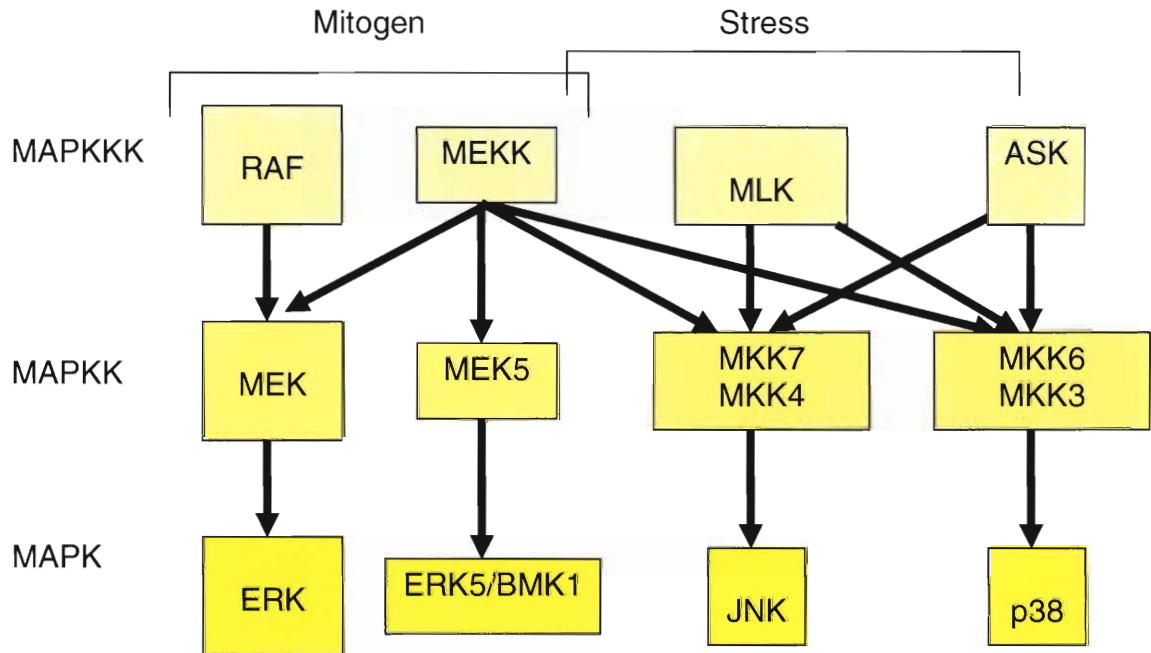 Mitogen Stress
MAPKKK RAF MEKK MLK ASK
MAPKK MEK MEK5 MKK7 MKK6
MKK4 MKK3
MAPK ERK ERK5/BMK1 JNK p38